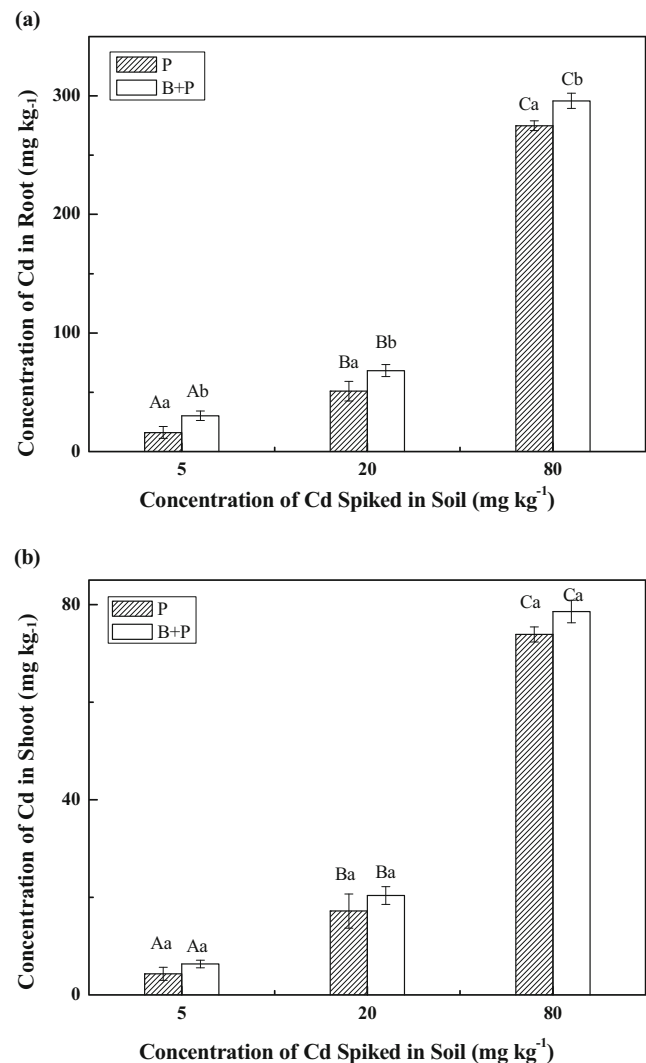 (a)
P
B+P
Concentration of Cd in Root (mg kg-1)
300
200
100
0
Aa
Ab
Ba
Bb
Ca
Cb
5
20
80
Concentration of Cd Spiked in Soil (mg kg-1)
(b)
P
B+P
Concentration of Cd in Shoot (mg kg-1)
80
40
0
Aa
Aa
Ba
Ba
Ca
Ca
5
20
80
Concentration of Cd Spiked in Soil (mg kg-1)